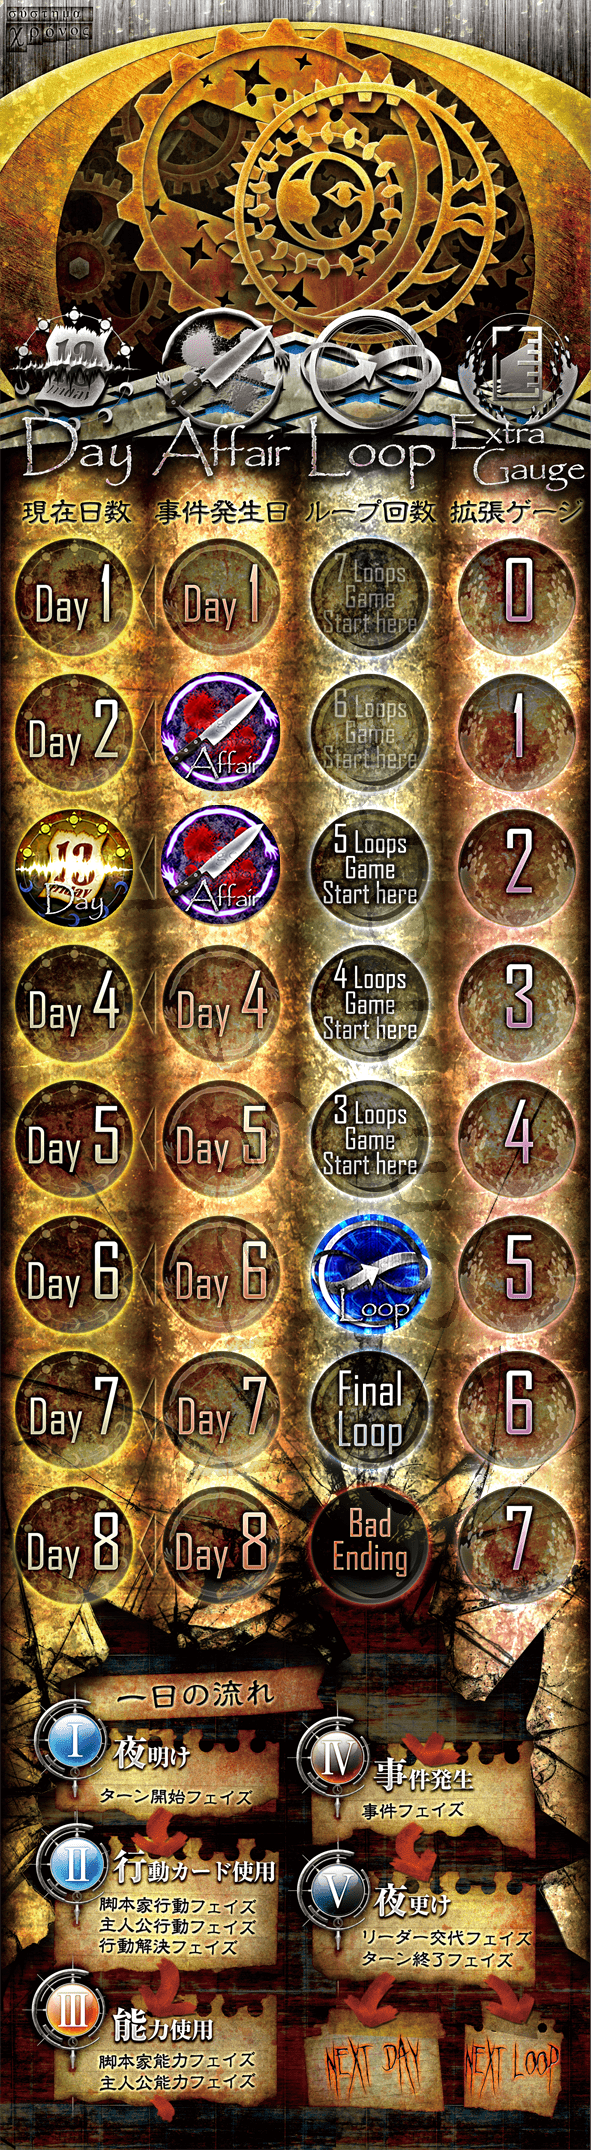 σύστημα
χρόνος
Day
Affair
Loop
Extra
Gauge
現在日数
事件発生日
ループ回数
拡張ゲージ
Day 1
Day 1
7 Loops
Game
Start here
0
Day 2
Affair
6 Loops
Game
Start here
1
13
Day
Affair
5 Loops
Game
Start here
2
Day 4
Day 4
4 Loops
Game
Start here
3
Day 5
Day 5
3 Loops
Game
Start here
4
Day 6
Day 6
Loop
5
Day 7
Day 7
Final
Loop
6
Day 8
Day 8
Bad
Ending
7
一日の流れ
I
夜明け
ターン開始フェイズ
II
行動カード使用
脚本家行動フェイズ
主人公行動フェイズ
行動解決フェイズ
III
能力使用
脚本家能力フェイズ
主人公能力フェイズ
IV
事件発生
事件フェイズ
V
夜更け
リーダー交代フェイズ
ターン終了フェイズ
NEXT DAY
NEXT LOOP